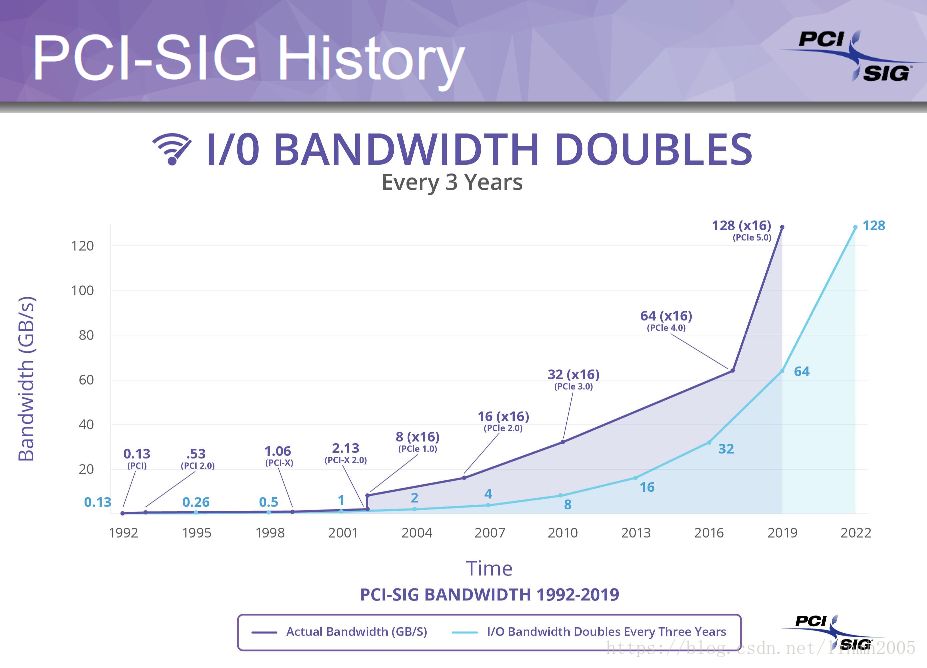 PCI-SIG History
PCI
SIG
I/0 BANDWIDTH DOUBLES
Every 3 Years
Bandwidth (GB/s)
120
100
80
60
40
20
128 (x16)
(PCIe 5.0)
128
64 (x16)
(PCIe 4.0)
64
32 (x16)
(PCIe 3.0)
32
16 (x16)
(PCIe 2.0)
16
8 (x16)
(PCIe 1.0)
8
2.13
(PCI-X 2.0)
4
1.06
(PCI-X)
2
.53
(PCI 2.0)
1
0.13
(PCI)
0.5
0.26
0.13
1992 1995 1998 2001 2004 2007 2010 2013 2016 2019 2022
Time
PCI-SIG BANDWIDTH 1992-2019
Actual Bandwidth (GB/S) I/O Bandwidth Doubles Every Three Years
PCI
SIG